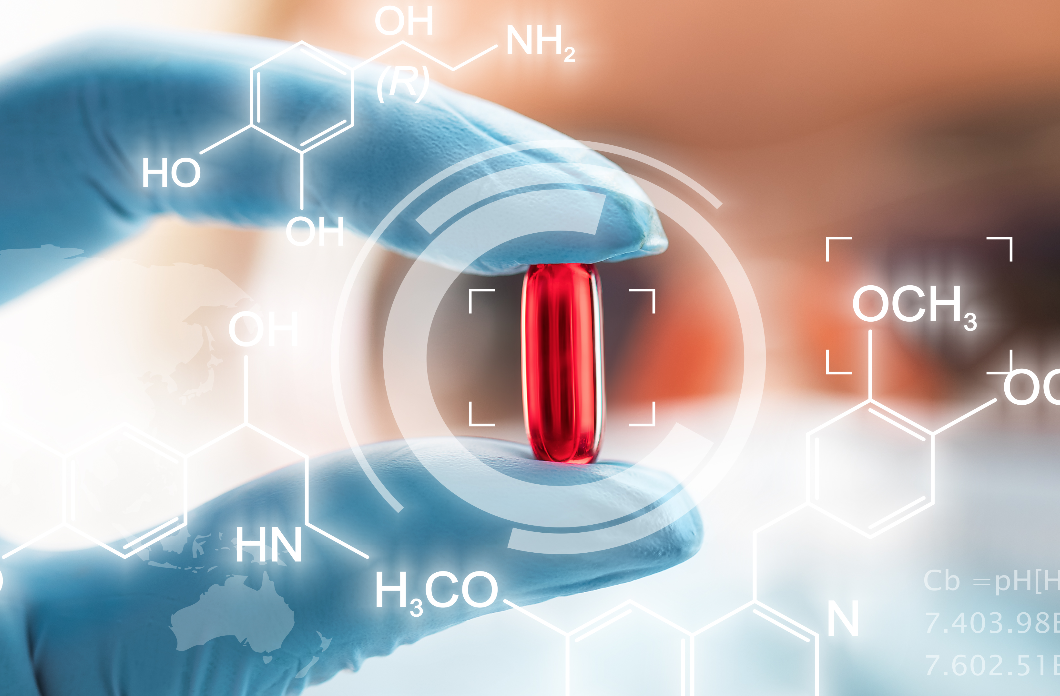 OH
NH₂
(R)
HO
OH
OH
OCH₃
HN
H₃CO
Cb =pH[H
N
7.403.98E
7.602.51E